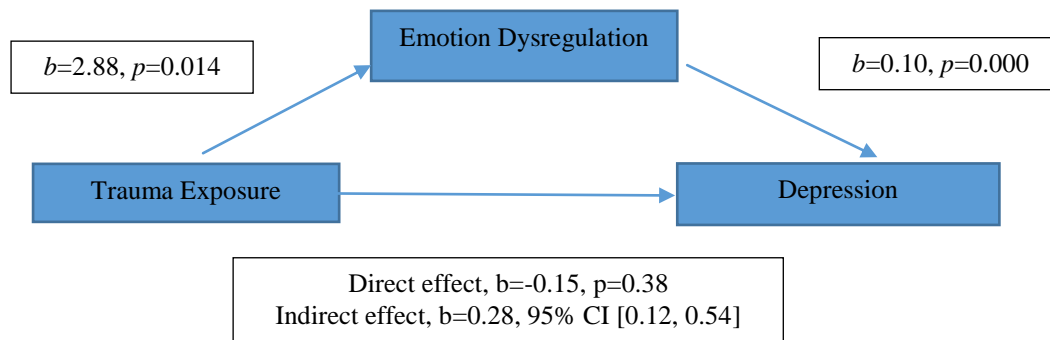 Emotion Dysregulation
b=2.88, p=0.014
b=0.10, p=0.000
Trauma Exposure
Depression
Direct effect, b=-0.15, p=0.38
Indirect effect, b=0.28, 95% CI [0.12, 0.54]